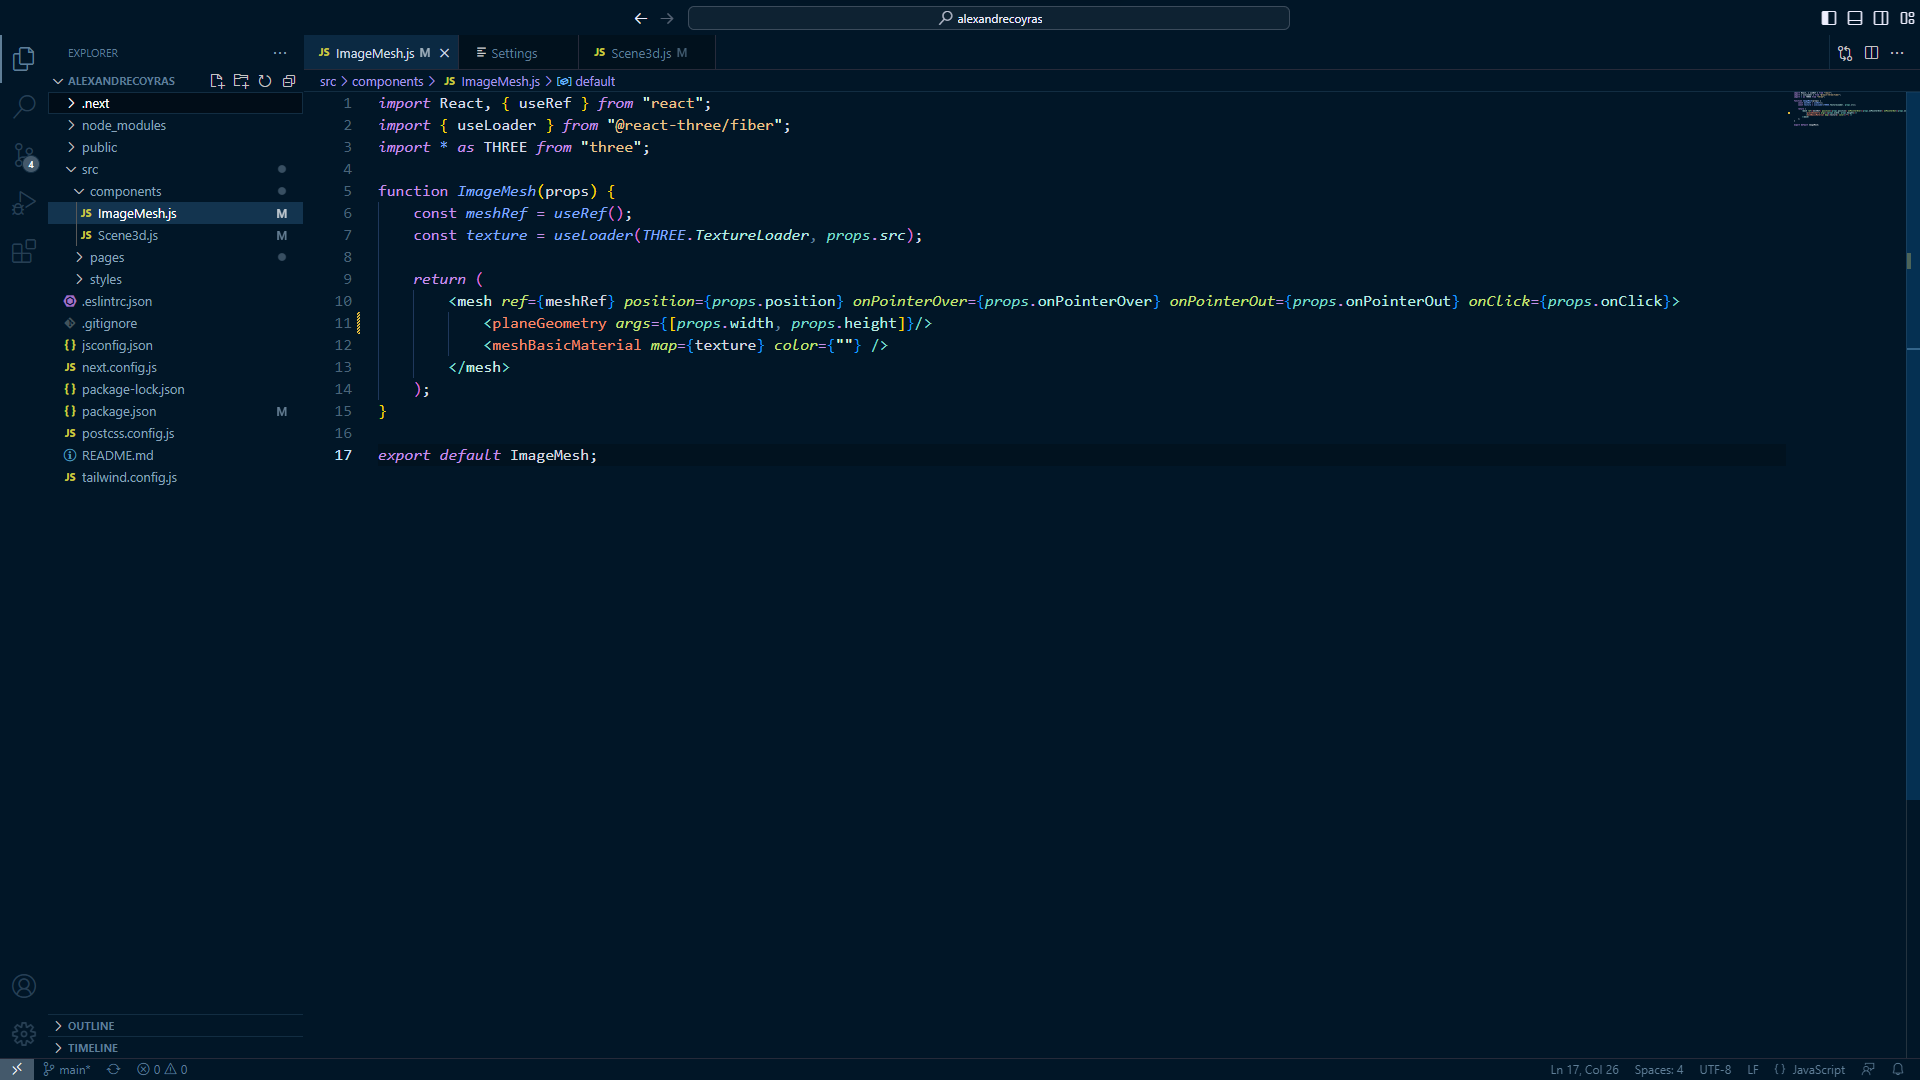 alexandrecoyras
EXPLORER
ALEXANDRECOYRAS
.next
node_modules
public
src
components
JS ImageMesh.js M
JS Scene3d.js M
pages
styles
.eslintrc.json
.gitignore
{} jsconfig.json
JS next.config.js
{} package-lock.json
{} package.json M
JS postcss.config.js
README.md
JS tailwind.config.js
OUTLINE
TIMELINE
4
JS ImageMesh.js M
Settings
JS Scene3d.js M
src > components > JS ImageMesh.js > default
1 import React, { useRef } from "react";
2 import { useLoader } from "@react-three/fiber";
3 import * as THREE from "three";
4
5 function ImageMesh(props) {
6 const meshRef = useRef();
7 const texture = useLoader(THREE.TextureLoader, props.src);
8
9 return (
10 <mesh ref={meshRef} position={props.position} onPointerOver={props.onPointerOver} onPointerOut={props.onPointerOut} onClick={props.onClick}>
11 <planeGeometry args={[props.width, props.height]}/>
12 <meshBasicMaterial map={texture} color={""} />
13 </mesh>
14 );
15 }
16
17 export default ImageMesh;
main* 0 0
Ln 17, Col 26 Spaces: 4 UTF-8 LF {} JavaScript